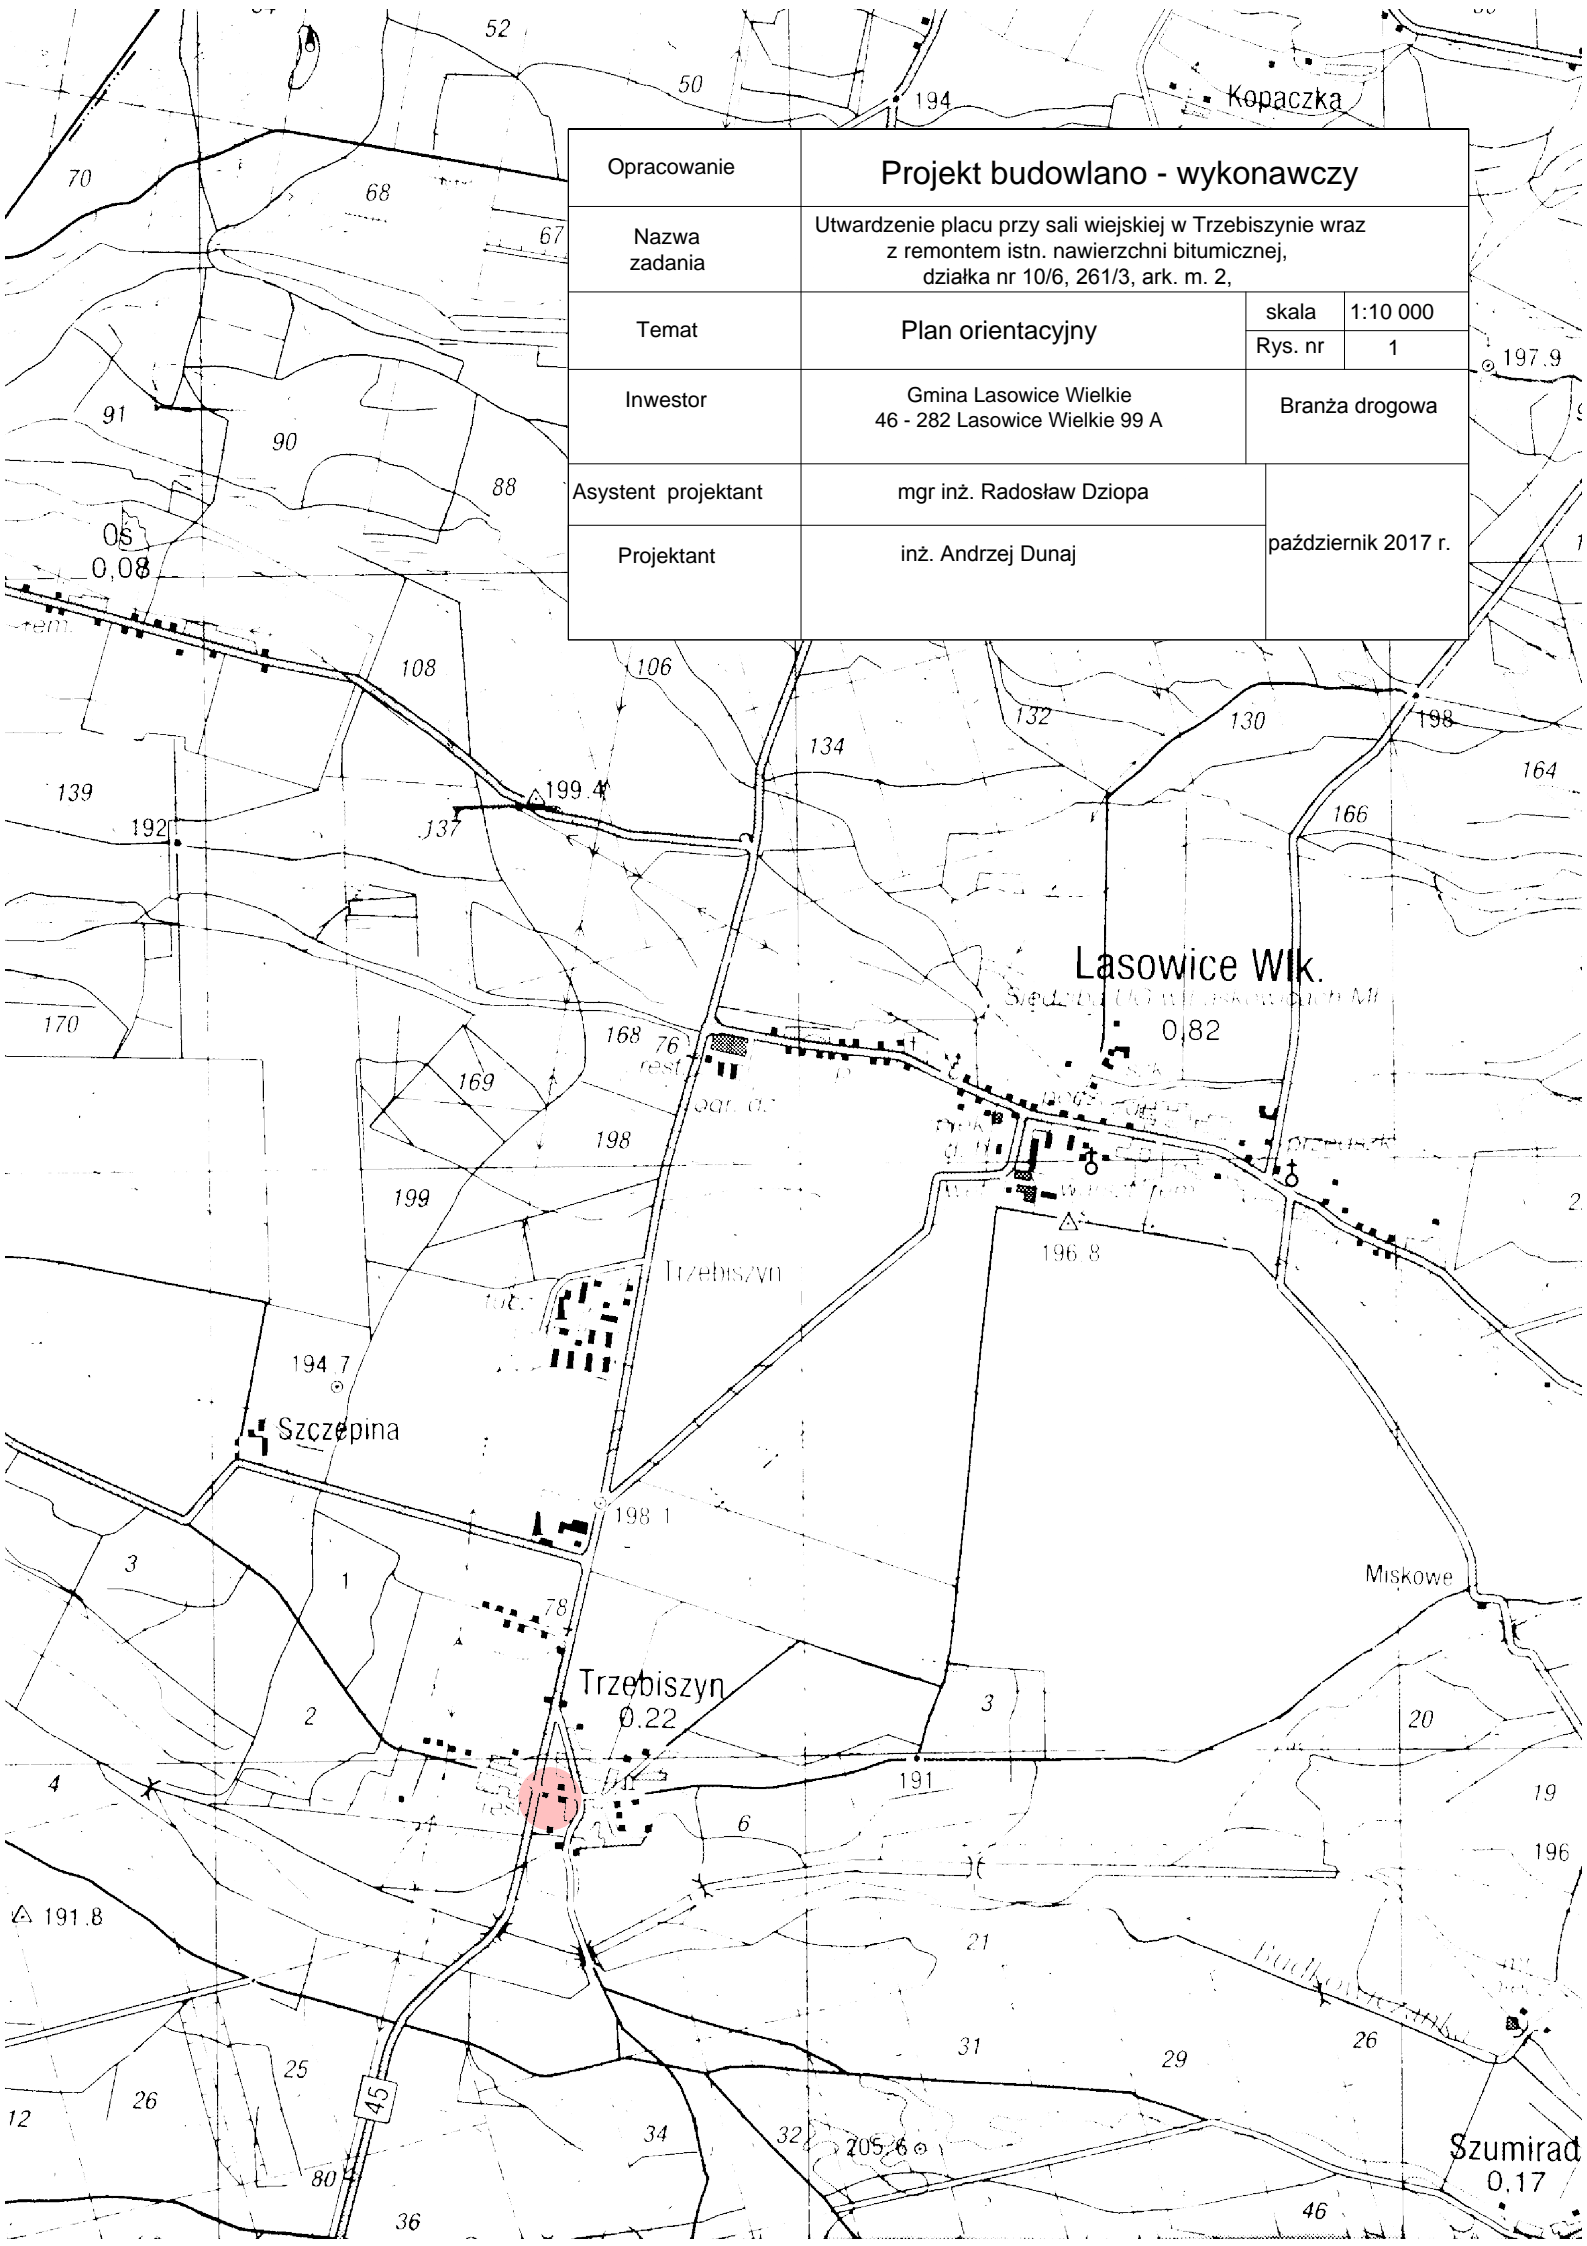 52
50
194
Kopaczka
70
68
67
Opracowanie
Projekt budowlano - wykonawczy
Nazwa
zadania
Utwardzenie placu przy sali wiejskiej w Trzebiszynie wraz
z remontem istn. nawierzchni bitumicznej,
działka nr 10/6, 261/3, ark. m. 2,
Temat
Plan orientacyjny
skala
1:10 000
Rys. nr
1
Inwestor
Gmina Lasowice Wielkie
46 - 282 Lasowice Wielkie 99 A
Branża drogowa
Asystent projektant
mgr inż. Radosław Dziopa
Projektant
inż. Andrzej Dunaj
październik 2017 r.
197.9
91
90
88
Os
0,08
108
106
132
130
198
134
164
139
199.4
137
192
166
Lasowice Wlk.
0,82
170
168
76
rest.
169
198
199
196.8
Trzebiszyn
194.7
Szczepina
198.1
3
1
78
Miskowe
Trzebiszyn
0.22
2
3
20
4
191
19
6
196
191.8
21
Budkowiczanka
31
29
26
25
26
12
45
34
32
205.6
Szumirad
0,17
80
36
46